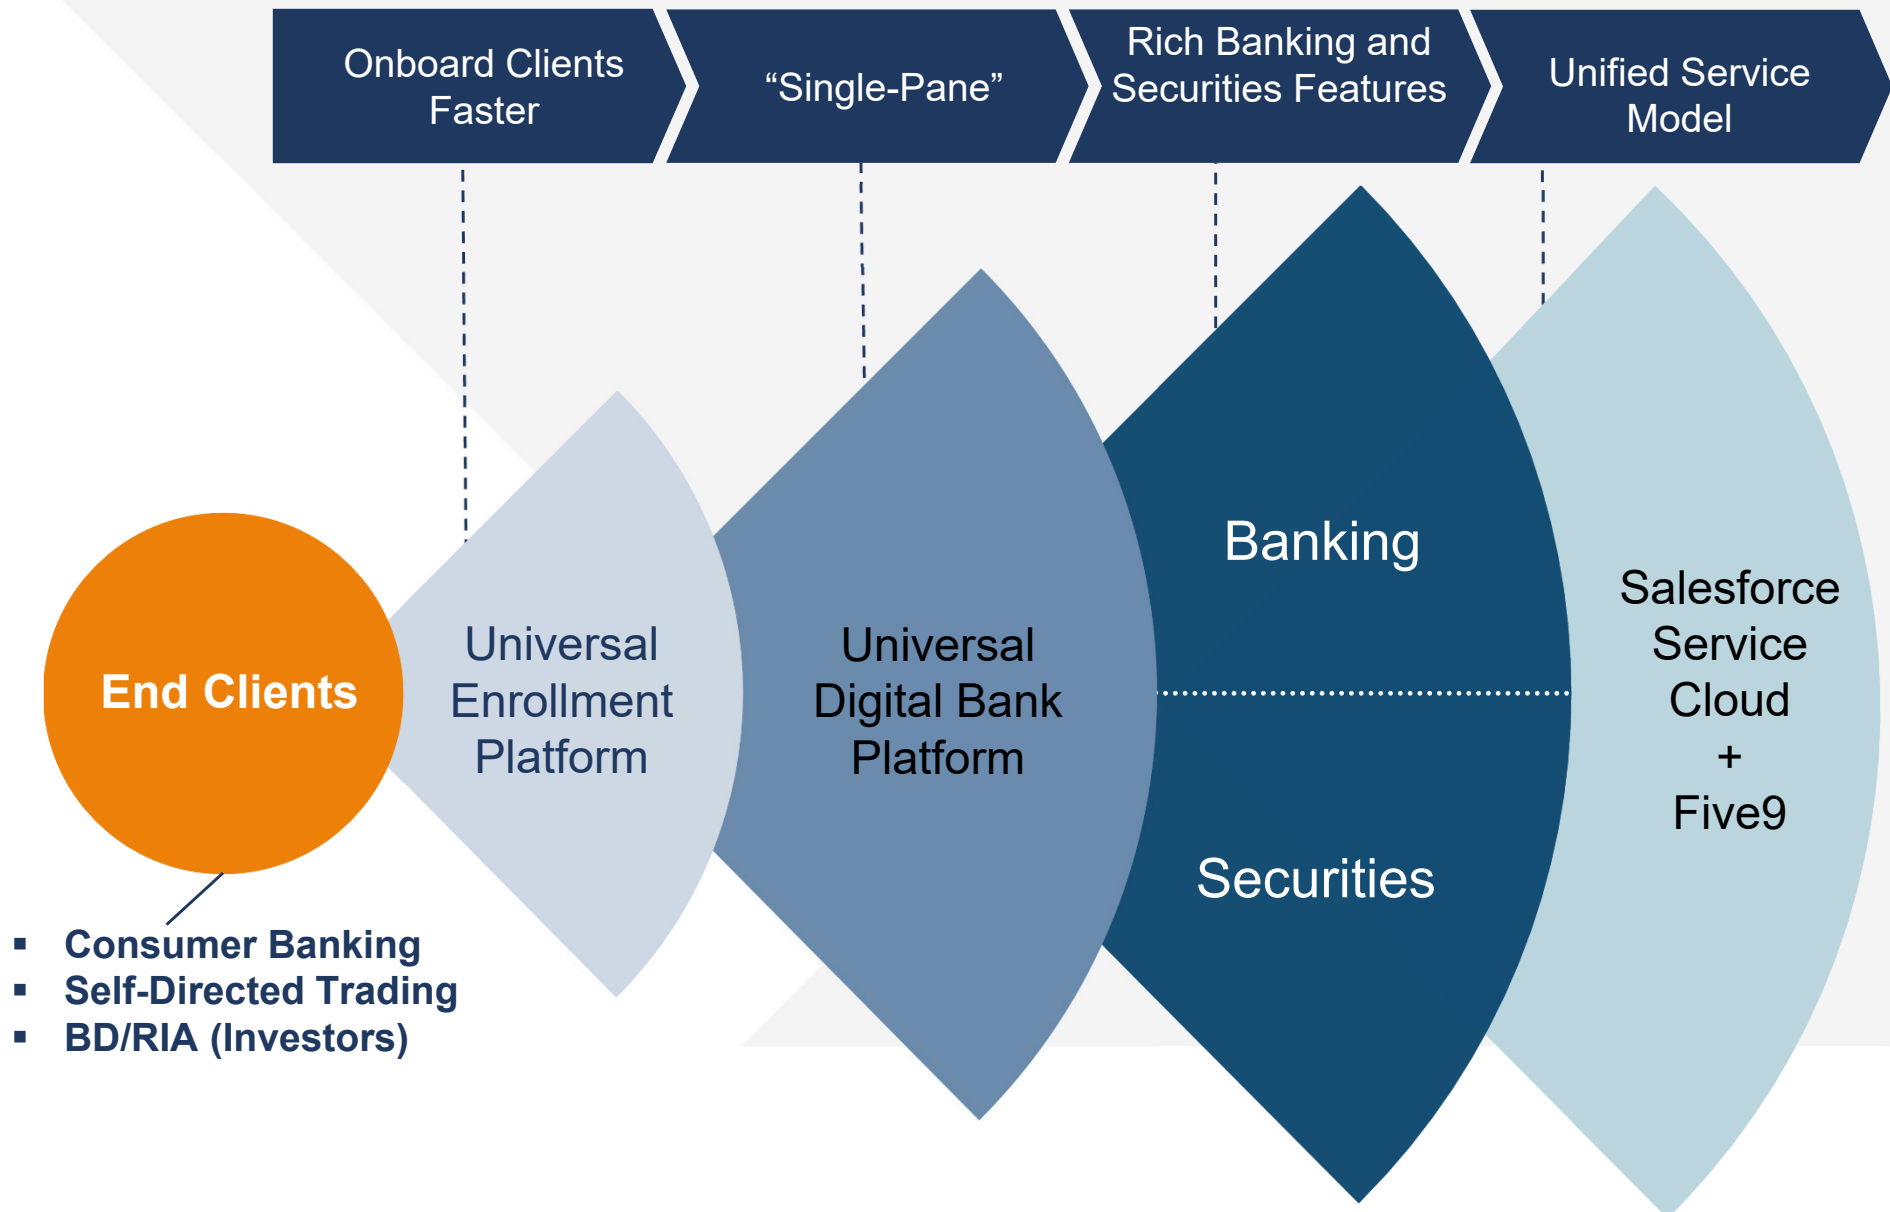 Onboard Clients
Faster
“Single-Pane”
Rich Banking and
Securities Features
Unified Service
Model
End Clients
Universal
Enrollment
Platform
Universal
Digital Bank
Platform
Banking
Securities
Salesforce
Service
Cloud
+
Five9
▪ Consumer Banking
▪ Self-Directed Trading
▪ BD/RIA (Investors)